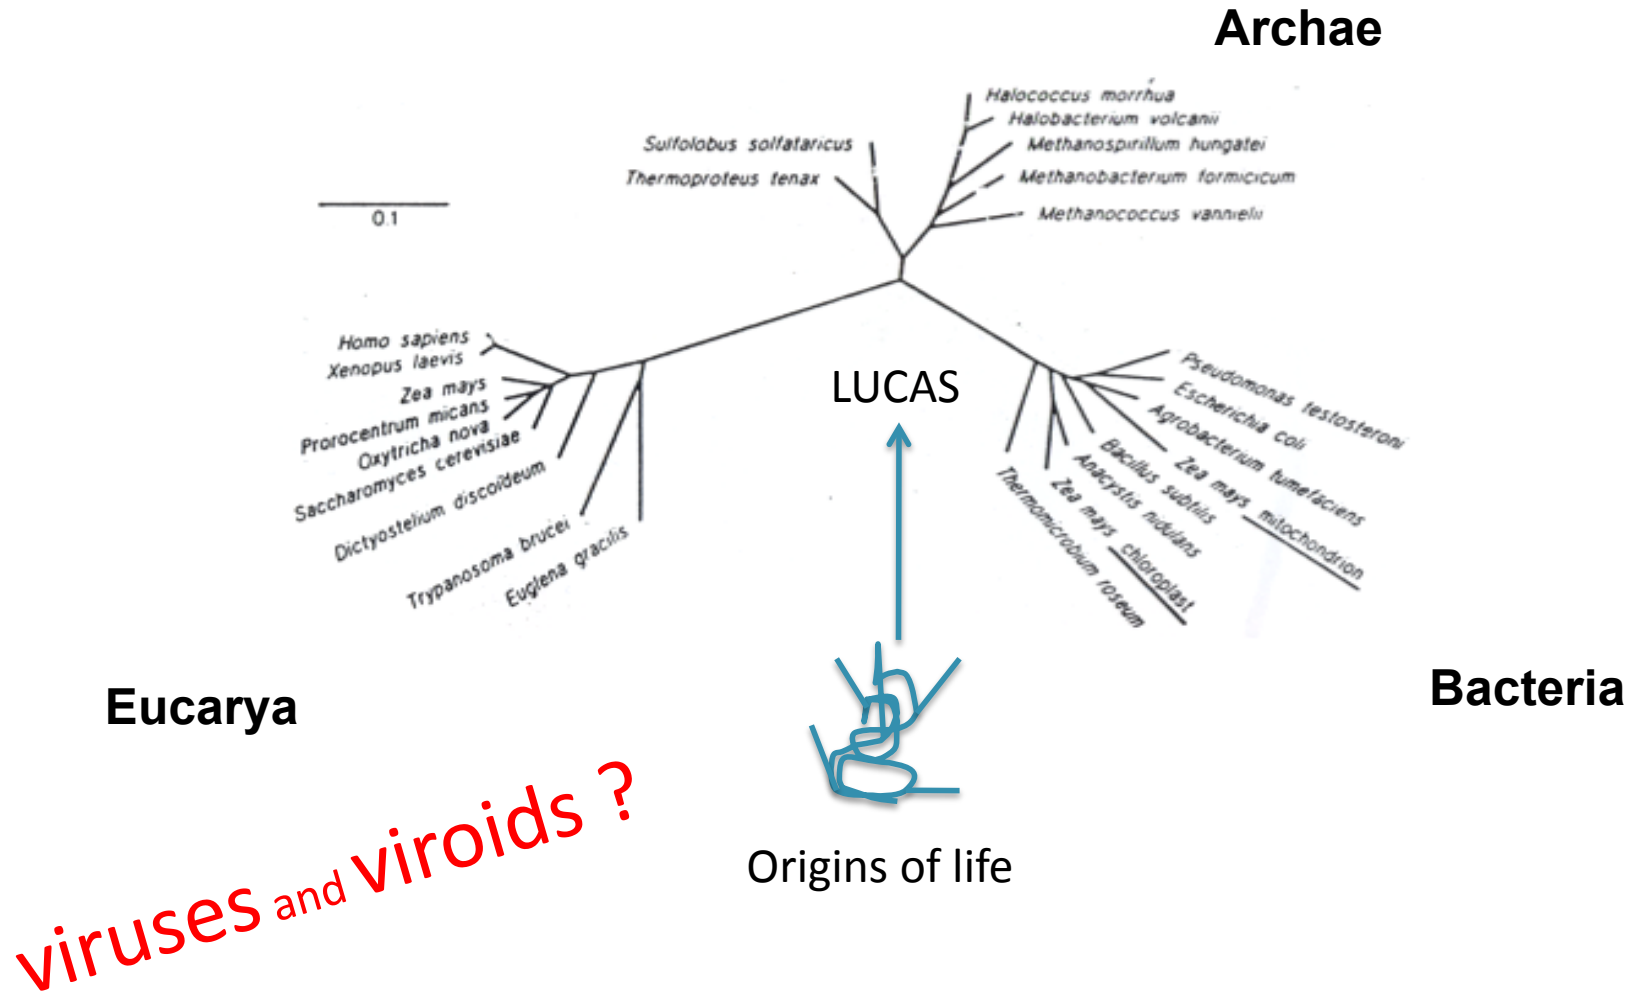 Archae
Halococcus morrhua
Halobacterium volcanii
Methanospirillum hungatei
Methanobacterium formicicum
Methanococcus vannielii
Sulfolobus solfataricus
Thermoproteus tenax
0.1
Homo sapiens
Xenopus laevis
Zea mays
Prorocentrum micans
Oxytricha nova
Saccharomyces cerevisiae
Dictyostelium discoideum
Trypanosoma brucei
Euglena gracilis
LUCAS
Pseudomonas testosteroni
Escherichia coli
Agrobacterium tumefaciens
Zea mays mitochondrion
Bacillus subtilis
Anacystis nidulans
Zea mays chloroplast
Thermomicrobium roseum
Eucarya
Bacteria
viruses and viroids ?
Origins of life